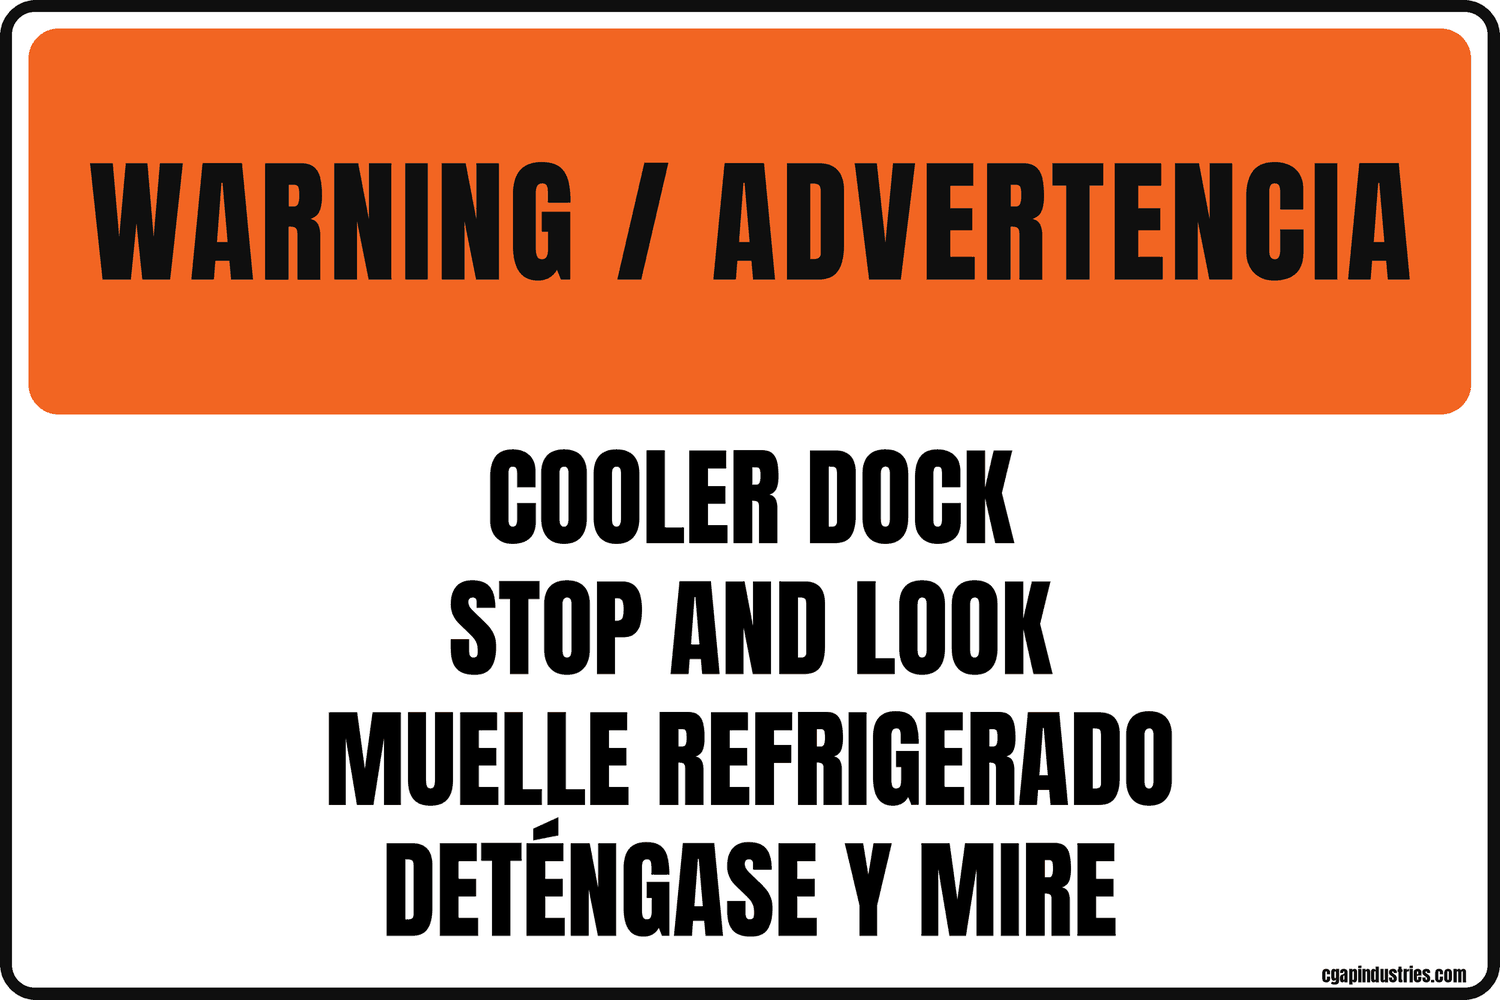 WARNING / ADVERTENCIA
COOLER DOCK
STOP AND LOOK
MUELLE REFRIGERADO
DETÉNGASE Y MIRE
cgapindustries.com